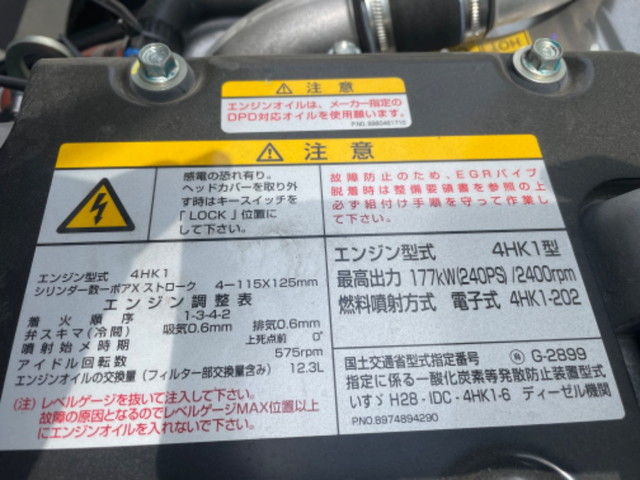 HOT!
⚠ 注意
エンジンオイルは、メーカー指定の
DPD対応オイルを使用願います。
P.NO. 8980461710
⚠ 注意
感電の恐れ有り。
ヘッドカバーを取り外
す時はキースイッチを
「LOCK」位置に
して下さい。
故障防止のため、EGRパイプ
脱着時は整備要領書を参照の上
必ず組付け手順を守って作業し
て下さい。
エンジン型式 4HK1
シリンダー数ーボアXストローク 4-115X125mm
エンジン調整表
着火順序 1-3-4-2
弁スキマ(冷間) 吸気0.6mm 排気0.6mm
噴射始メ時期 上死点前 0°
アイドル回転数 575rpm
エンジンオイルの交換量(フィルター部交換量含み) 12.3L
(注)レベルゲージを抜いて注入して下さい。
故障の原因となるのでレベルゲージMAX位置以上
にエンジンオイルを入れないで下さい。
エンジン型式 4HK1型
最高出力 177kW(240PS)/2400rpm
燃料噴射方式 電子式 4HK1-202
国土交通省型式指定番号 G-2899
指定に係る一酸化炭素等発散防止装置型式
いすゞ H28-IDC-4HK1-6 ディーゼル機関
P.NO.8974894290